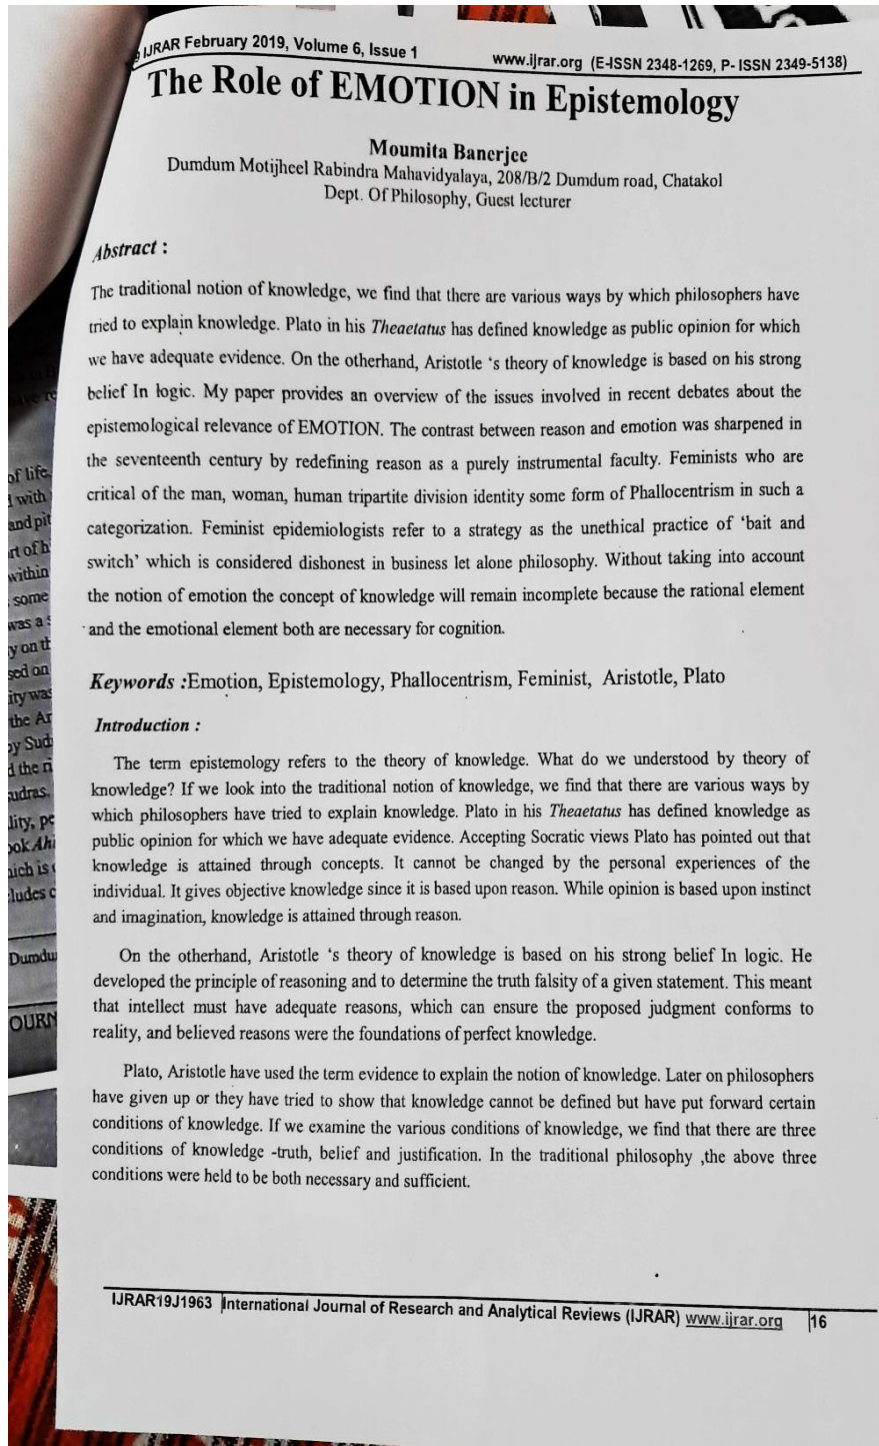 IJRAR February 2019, Volume 6, Issue 1 www.ijrar.org (E-ISSN 2348-1269, P- ISSN 2349-5138)
The Role of EMOTION in Epistemology
Moumita Banerjee
Dumdum Motijheel Rabindra Mahavidyalaya, 208/B/2 Dumdum road, Chatakol
Dept. Of Philosophy, Guest lecturer
Abstract :
The traditional notion of knowledge, we find that there are various ways by which philosophers have
tried to explain knowledge. Plato in his Theaetatus has defined knowledge as public opinion for which
we have adequate evidence. On the otherhand, Aristotle ‘s theory of knowledge is based on his strong
belief In logic. My paper provides an overview of the issues involved in recent debates about the
epistemological relevance of EMOTION. The contrast between reason and emotion was sharpened in
the seventeenth century by redefining reason as a purely instrumental faculty. Feminists who are
critical of the man, woman, human tripartite division identity some form of Phallocentrism in such a
categorization. Feminist epidemiologists refer to a strategy as the unethical practice of ‘bait and
switch’ which is considered dishonest in business let alone philosophy. Without taking into account
the notion of emotion the concept of knowledge will remain incomplete because the rational element
and the emotional element both are necessary for cognition.
Keywords :Emotion, Epistemology, Phallocentrism, Feminist, Aristotle, Plato
Introduction :
The term epistemology refers to the theory of knowledge. What do we understood by theory of
knowledge? If we look into the traditional notion of knowledge, we find that there are various ways by
which philosophers have tried to explain knowledge. Plato in his Theaetatus has defined knowledge as
public opinion for which we have adequate evidence. Accepting Socratic views Plato has pointed out that
knowledge is attained through concepts. It cannot be changed by the personal experiences of the
individual. It gives objective knowledge since it is based upon reason. While opinion is based upon instinct
and imagination, knowledge is attained through reason.
On the otherhand, Aristotle ‘s theory of knowledge is based on his strong belief In logic. He
developed the principle of reasoning and to determine the truth falsity of a given statement. This meant
that intellect must have adequate reasons, which can ensure the proposed judgment conforms to
reality, and believed reasons were the foundations of perfect knowledge.
Plato, Aristotle have used the term evidence to explain the notion of knowledge. Later on philosophers
have given up or they have tried to show that knowledge cannot be defined but have put forward certain
conditions of knowledge. If we examine the various conditions of knowledge, we find that there are three
conditions of knowledge -truth, belief and justification. In the traditional philosophy ,the above three
conditions were held to be both necessary and sufficient.
IJRAR19J1963 International Journal of Research and Analytical Reviews (IJRAR) www.ijrar.org 16